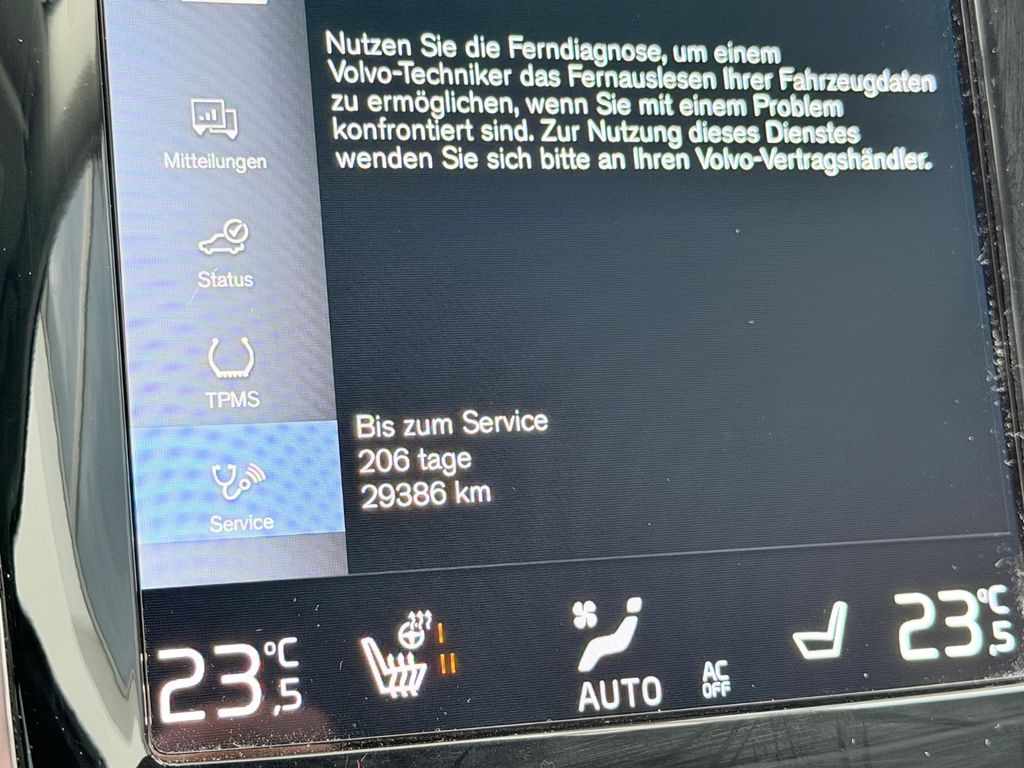 Nutzen Sie die Ferndiagnose, um einem
Volvo-Techniker das Fernauslesen Ihrer Fahrzeugdaten
zu ermöglichen, wenn Sie mit einem Problem
konfrontiert sind. Zur Nutzung dieses Dienstes
wenden Sie sich bitte an Ihren Volvo-Vertragshändler.
Mitteilungen
Status
TPMS
Service
Bis zum Service
206 tage
29386 km
23,5 °C
I
II
AUTO
AC
OFF
23,5 °C